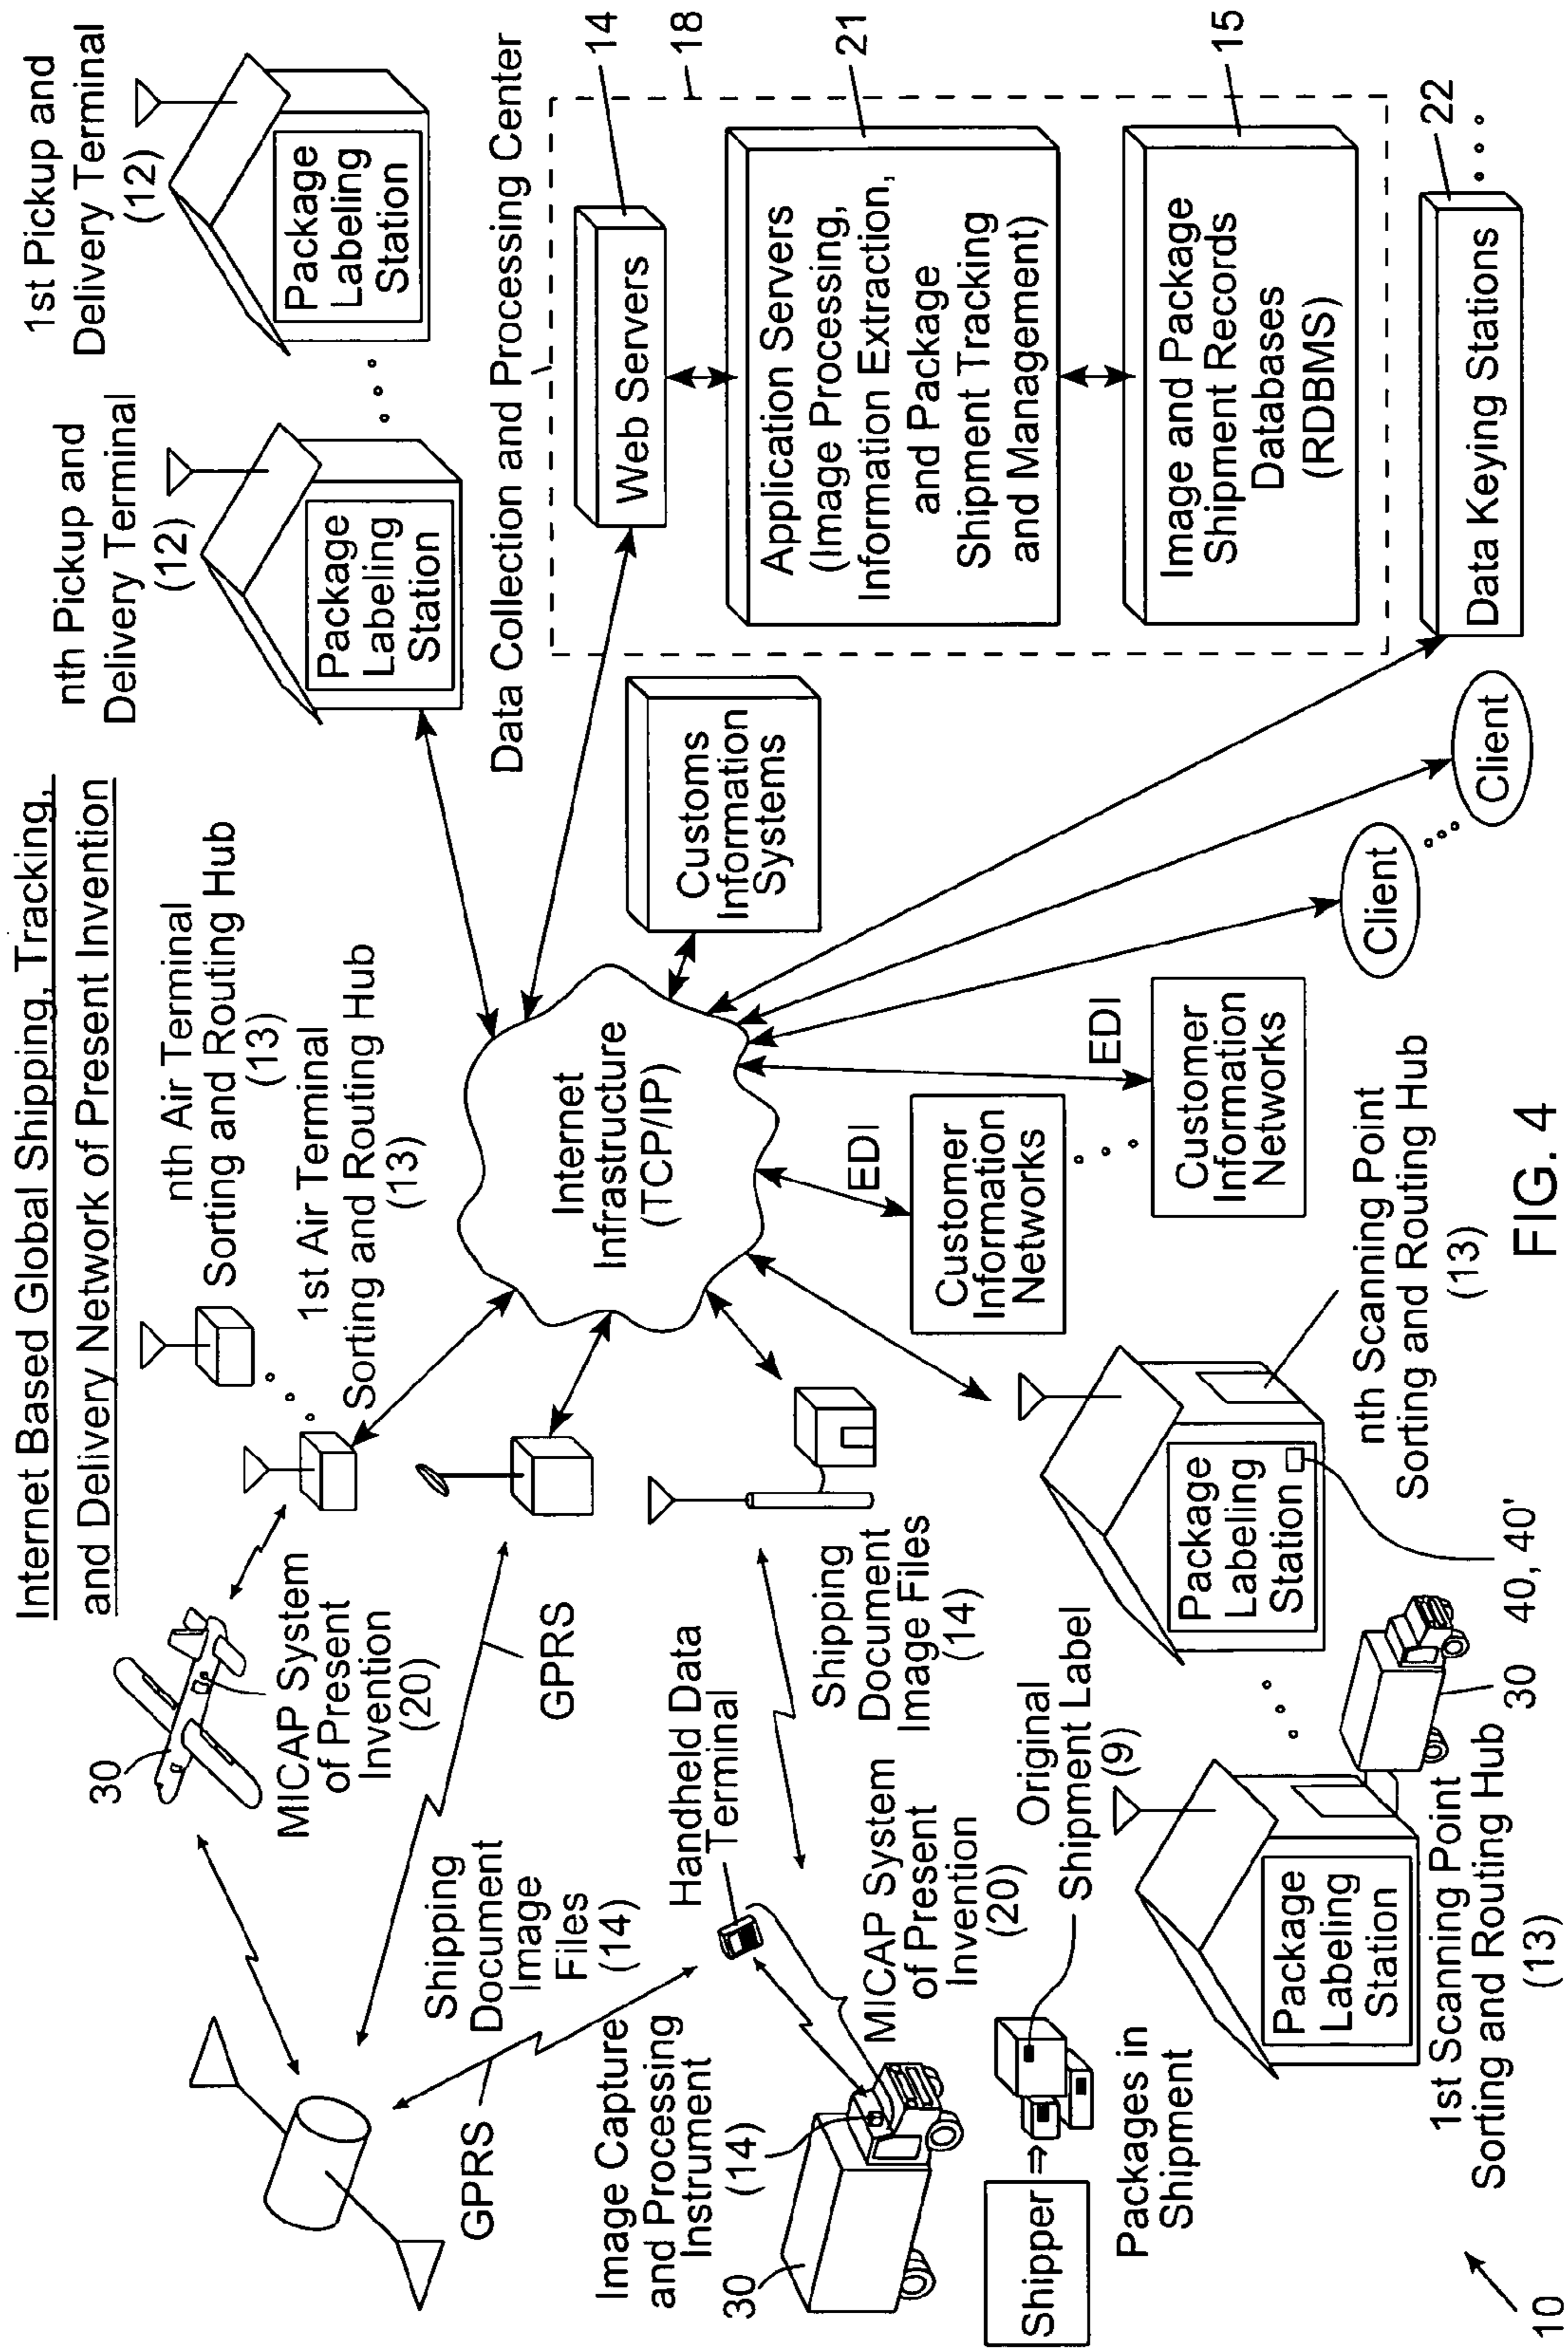 Internet Based Global Shipping, Tracking,
and Delivery Network of Present Invention
30
MICAP System
of Present
Invention
(20)
nth Air Terminal
Sorting and Routing Hub
(13)
1st Air Terminal
Sorting and Routing Hub
(13)
nth Pickup and
Delivery Terminal
(12)
Package
Labeling
Station
1st Pickup and
Delivery Terminal
(12)
Package
Labeling
Station
GPRS
Shipping
Document
Image
Files
(14)
GPRS
Internet
Infrastructure
(TCP/IP)
Data Collection and Processing Center
14
18
Web Servers
21
Application Servers
(Image Processing,
Information Extraction,
and Package
Shipment Tracking
and Management)
15
Image and Package
Shipment Records
Databases
(RDBMS)
22
Data Keying Stations
Customs
Information
Systems
Client
Client
EDI
Customer
Information
Networks
EDI
Customer
Information
Networks
Image Capture
and Processing
Instrument
(14)
30
Handheld Data
Terminal
Shipping
Document
Image Files
(14)
MICAP System
of Present
Invention
(20)
Shipper
Packages in
Shipment
Original
Shipment Label
(9)
Package
Labeling
Station
1st Scanning Point
Sorting and Routing Hub
(13)
30
Package
Labeling
Station
40, 40'
nth Scanning Point
Sorting and Routing Hub
(13)
10
FIG. 4